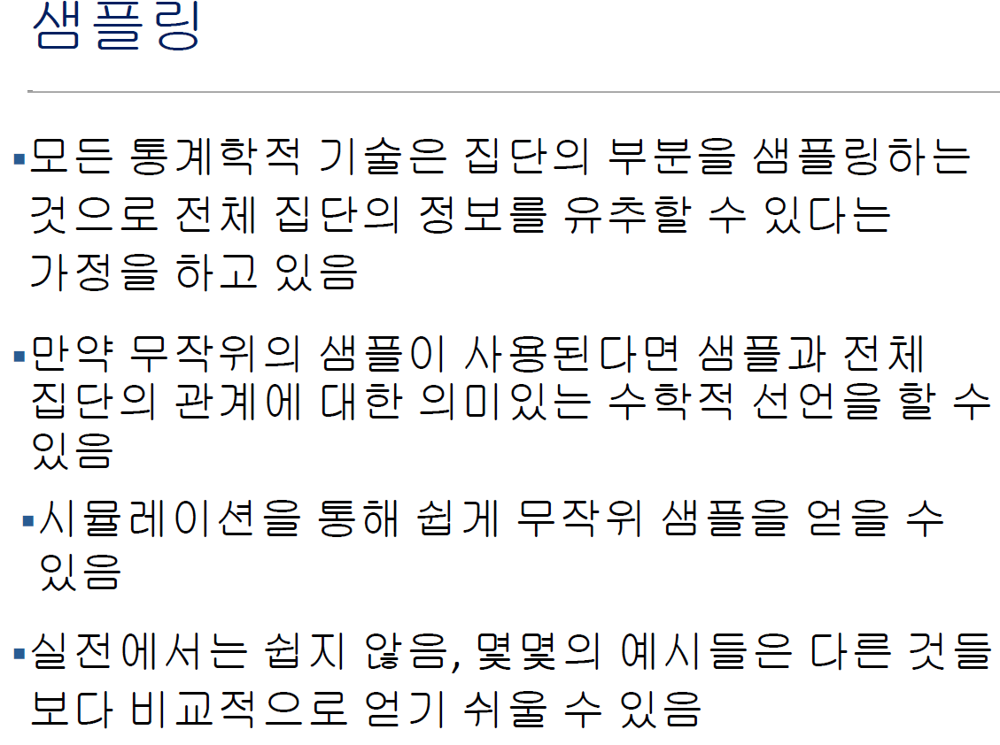 샘플링
▪모든 통계학적 기술은 집단의 부분을 샘플링하는
것으로 전체 집단의 정보를 유추할 수 있다는
가정을 하고 있음
▪만약 무작위의 샘플이 사용된다면 샘플과 전체
집단의 관계에 대한 의미있는 수학적 선언을 할 수
있음
▪시뮬레이션을 통해 쉽게 무작위 샘플을 얻을 수
있음
▪실전에서는 쉽지 않음, 몇몇의 예시들은 다른 것들
보다 비교적으로 얻기 쉬울 수 있음